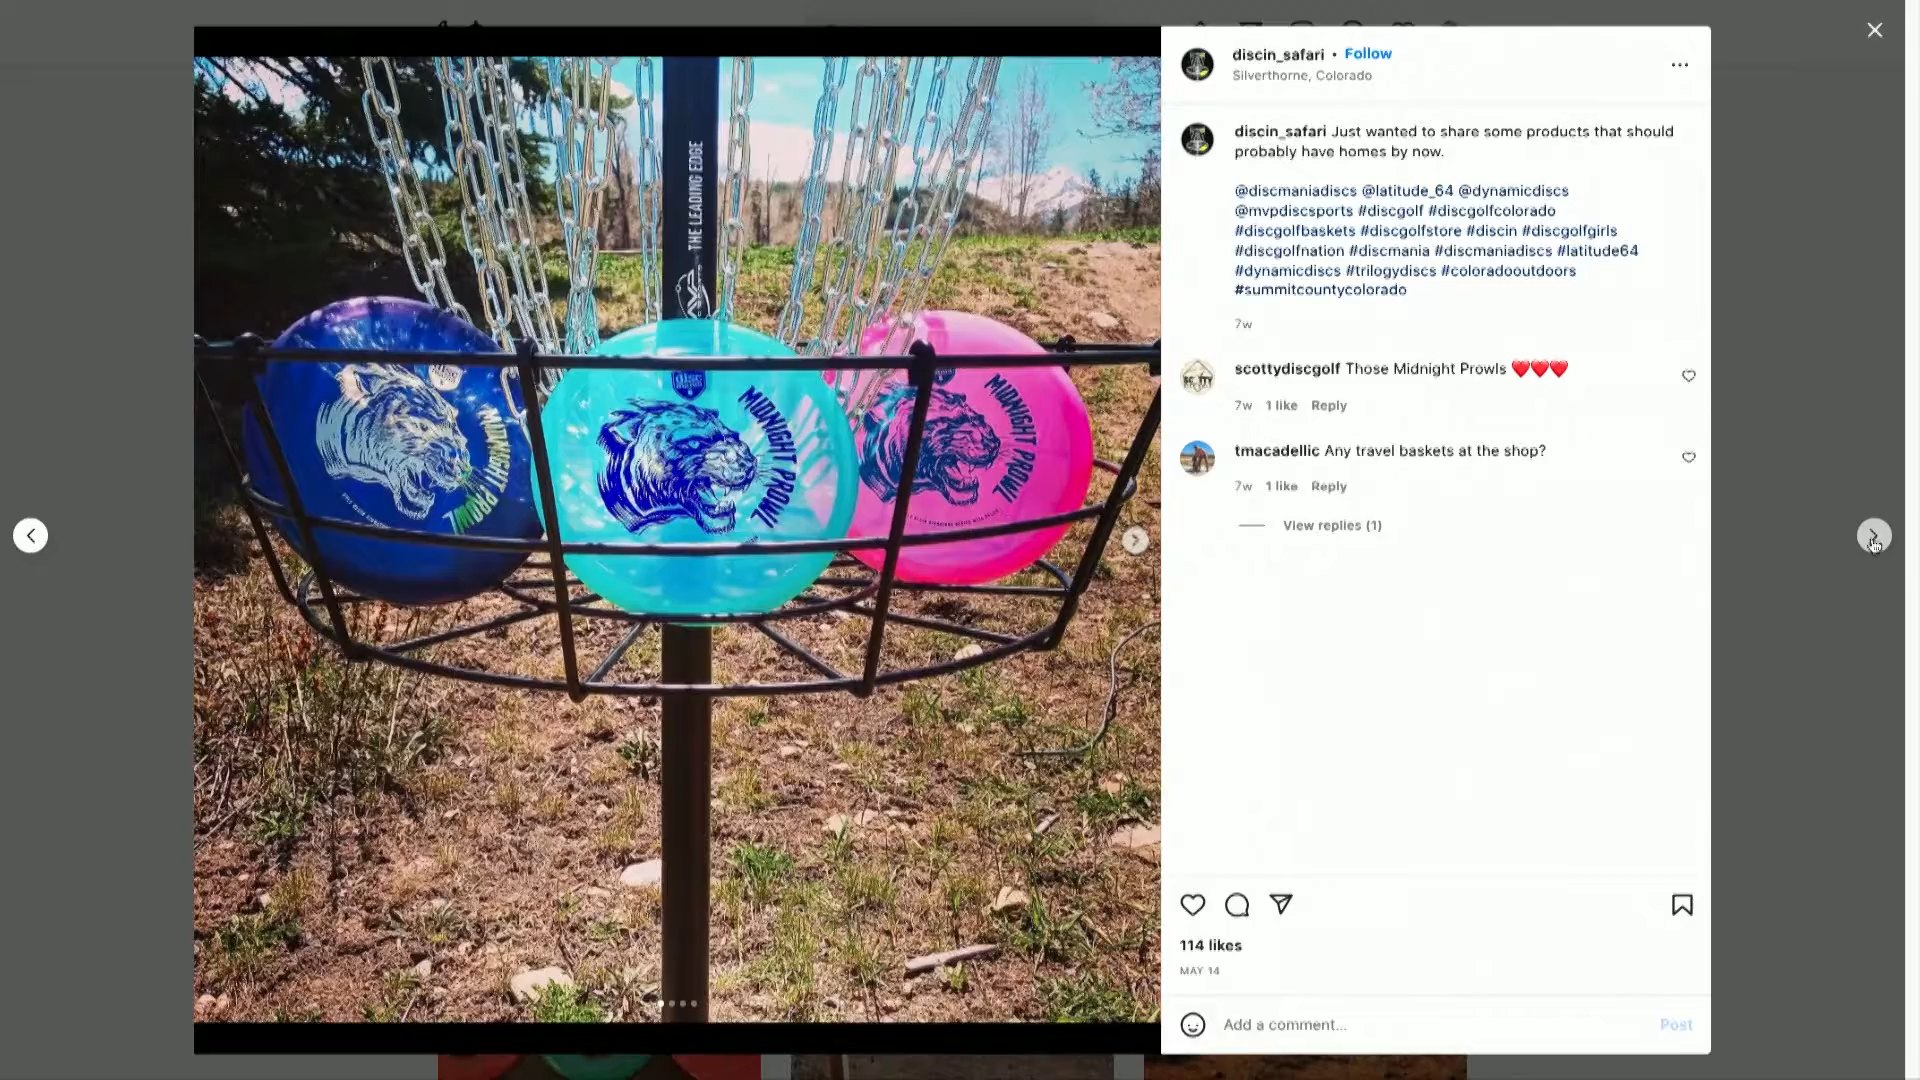 discin_safari • Follow
Silverthorne, Colorado
discin_safari Just wanted to share some products that should
probably have homes by now.
@discmaniadiscs @latitude_64 @dynamicdiscs
@mvpdiscsports #discgolf #discgolfcolorado
#discgolfbaskets #discgolfstore #discin #discgolfgirls
#discgolfnation #discmania #discmaniadiscs #latitude64
#dynamicdiscs #trilogydiscs #coloradooutdoors
#summitcountycolorado
7w
scottydiscgolf Those Midnight Prowls ❤️❤️❤️
7w 1 like Reply
tmacadellic Any travel baskets at the shop?
7w 1 like Reply
View replies (1)
114 likes
MAY 14
Add a comment... Post
THE LEADING EDGE
MIDNIGHT PROWL
disc
MIDNIGHT PROWL
MIDNIGHT PROWL